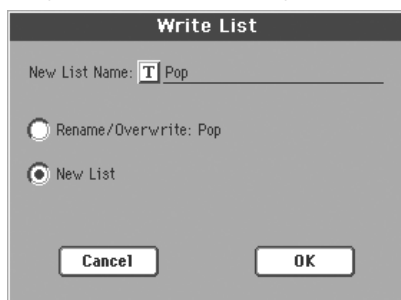 Write List
New List Name: T Pop
Rename/Overwrite: Pop
New List
Cancel OK